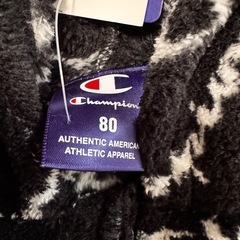 Champion
80
AUTHENTIC AMERICAN
ATHLETIC APPAREL